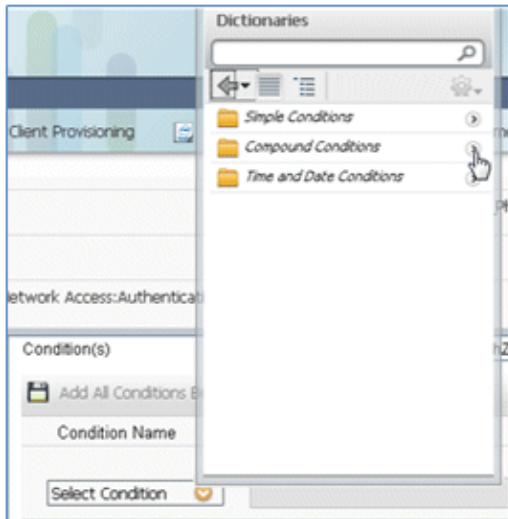 Dictionaries
Simple Conditions
Client Provisioning
Compound Conditions
Time and Date Conditions
etwork Access:Authenticati
Condition(s)
Add All Conditions B
Condition Name
Select Condition